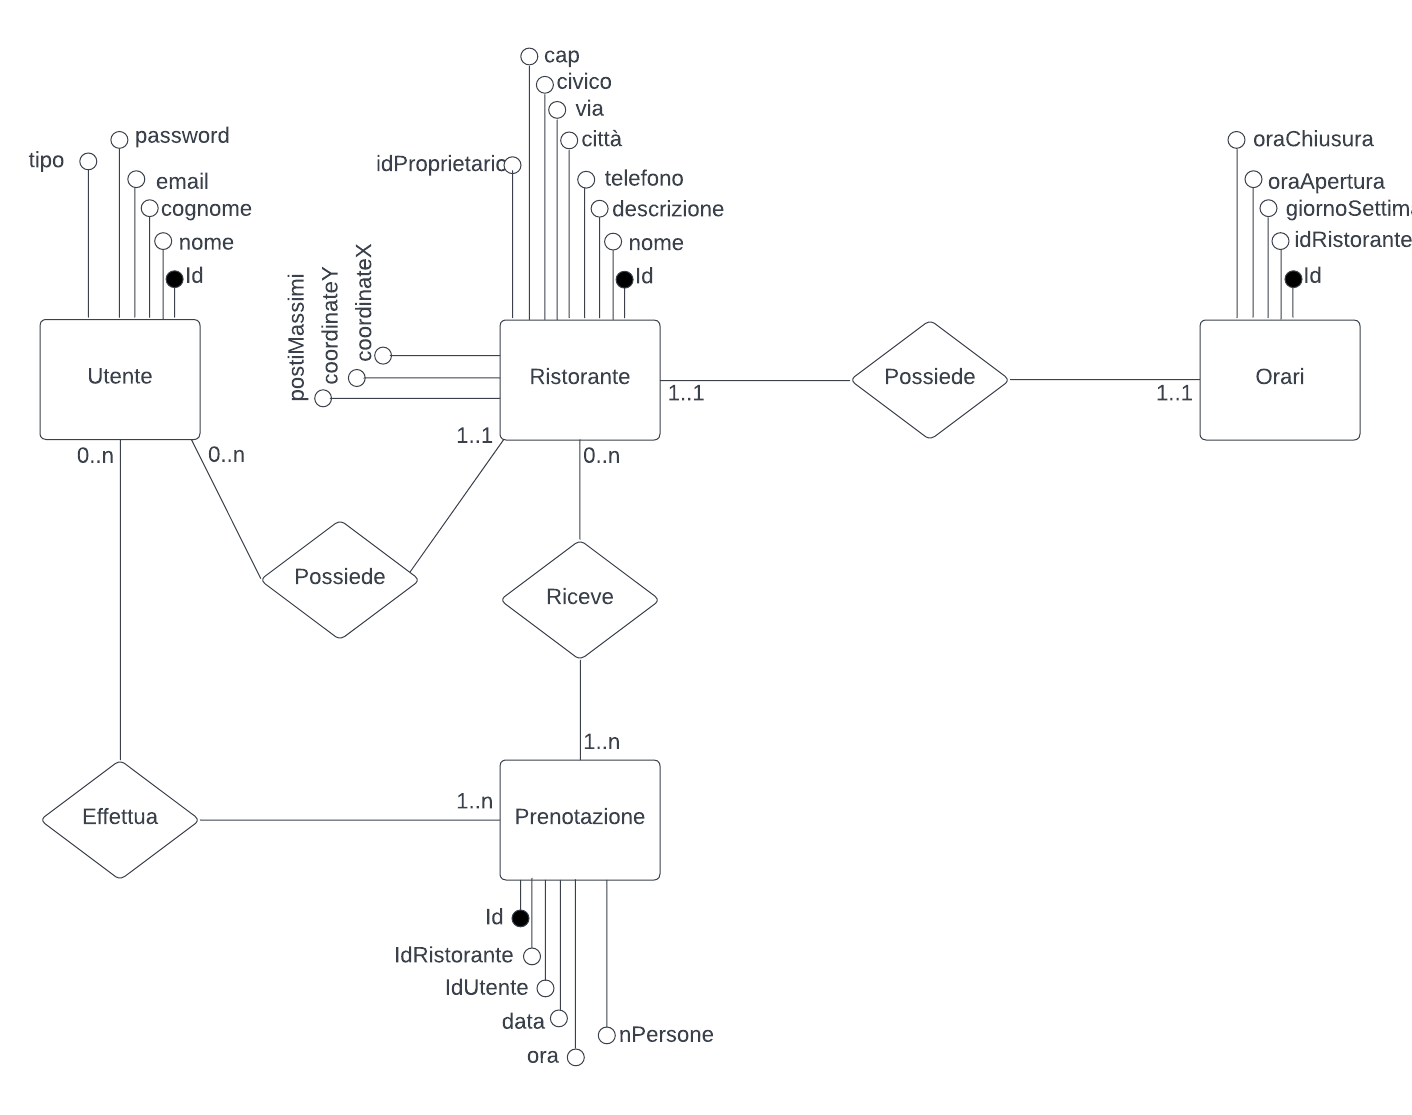 cap
civico
via
città
idProprietario
telefono
descrizione
nome
Id
password
tipo
email
cognome
nome
Id
oraChiusura
oraApertura
giornoSettima
idRistorante
Id
postiMassimi
coordinateY
coordinateX
Utente
Ristorante
Possiede
Orari
1..1
1..1
1..1
0..n
0..n
0..n
Possiede
Riceve
1..n
1..n
Effettua
Prenotazione
Id
IdRistorante
IdUtente
data
nPersone
ora